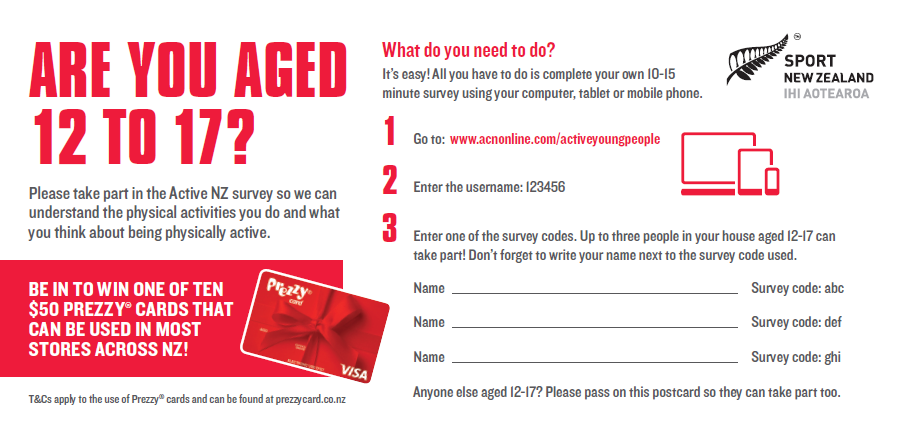 ARE YOU AGED
12 TO 17?
Please take part in the Active NZ survey so we can
understand the physical activities you do and what
you think about being physically active.
BE IN TO WIN ONE OF TEN
$50 PREZZY® CARDS THAT
CAN BE USED IN MOST
STORES ACROSS NZ!
Prezzy®
card
VISA
T&Cs apply to the use of Prezzy® cards and can be found at prezzycard.co.nz
What do you need to do?
It's easy! All you have to do is complete your own 10-15
minute survey using your computer, tablet or mobile phone.
SPORT
NEW ZEALAND
IHI AOTEAROA
1 Go to: www.acnonline.com/activeyoungpeople
2 Enter the username: 123456
3 Enter one of the survey codes. Up to three people in your house aged 12-17 can
take part! Don't forget to write your name next to the survey code used.
Name Survey code: abc
Name Survey code: def
Name Survey code: ghi
Anyone else aged 12-17? Please pass on this postcard so they can take part too.